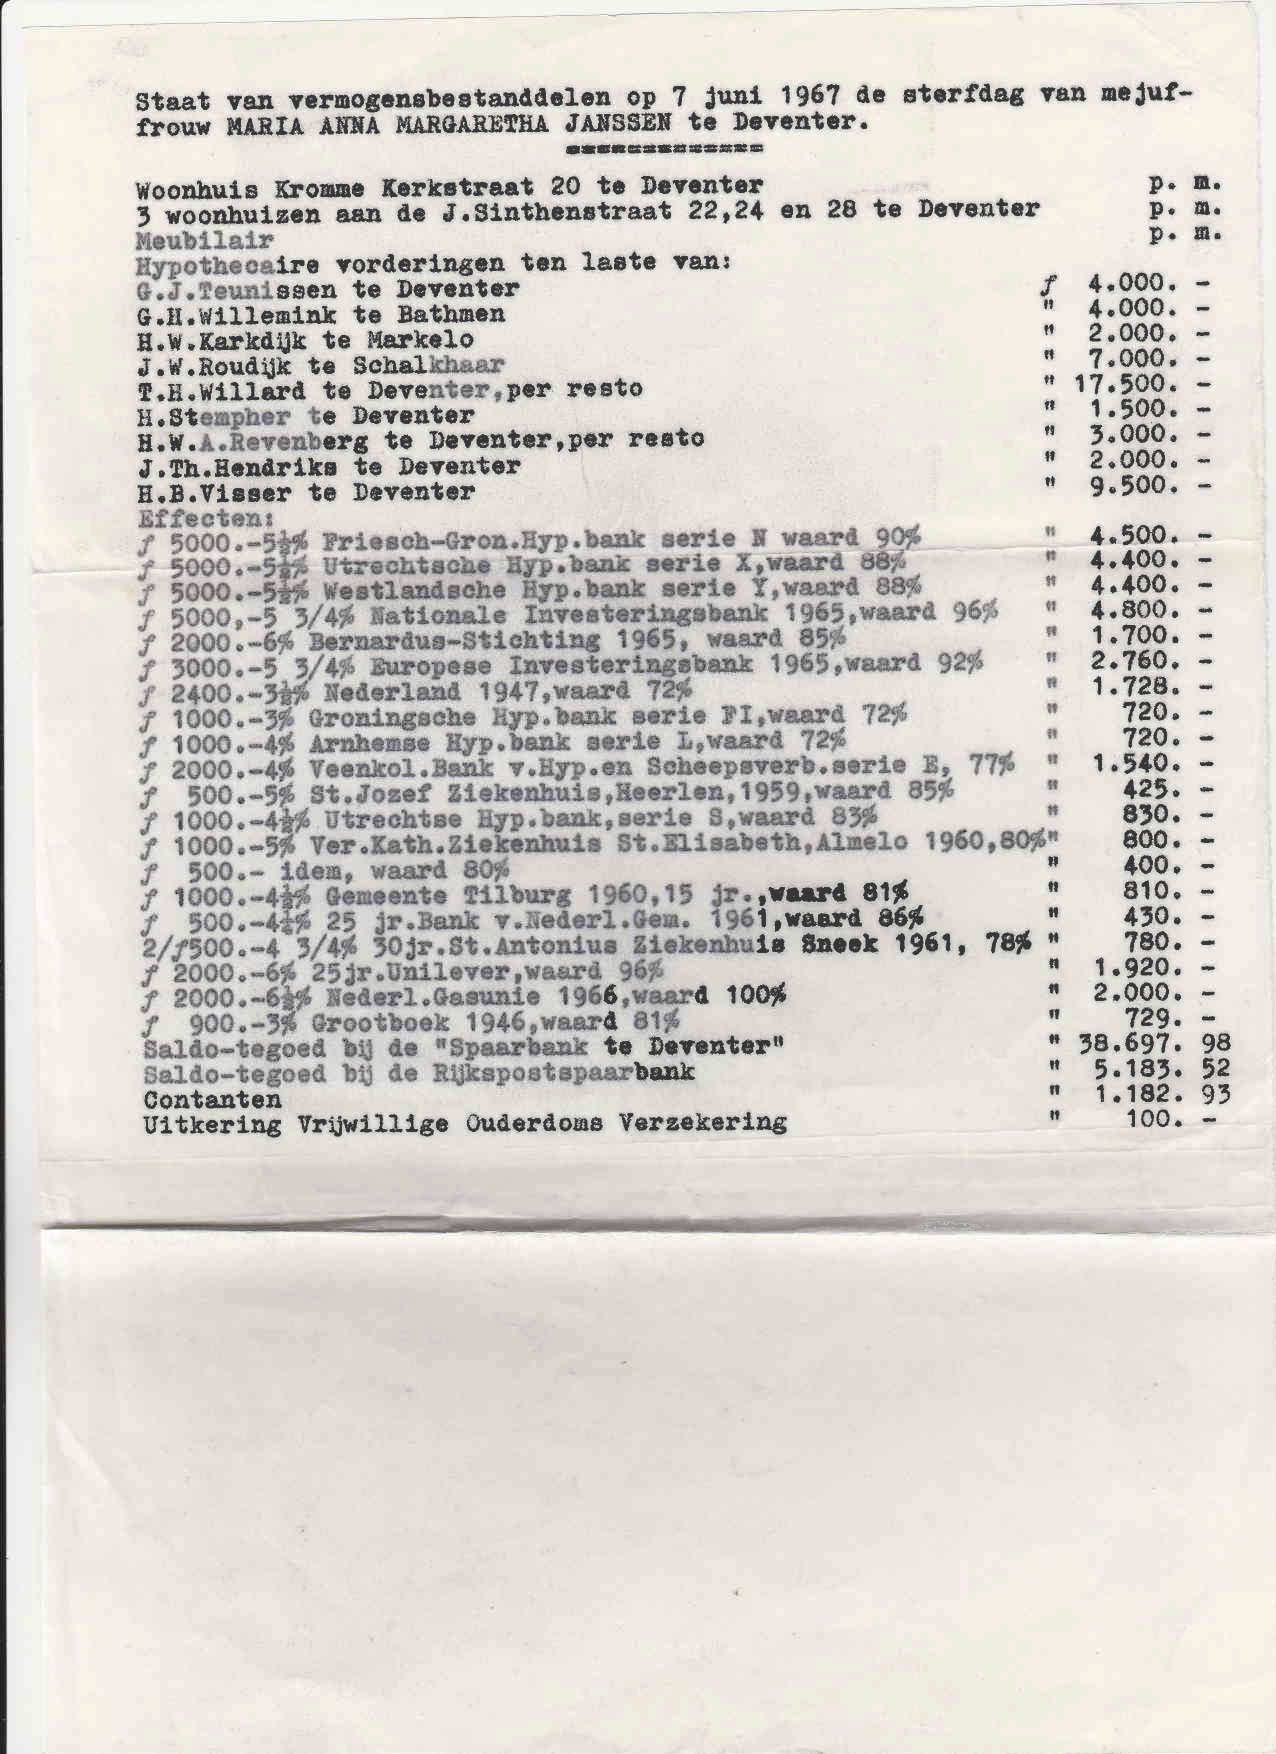 Staat van vermogensbestanddelen op 7 juni 1967 de sterfdag van mejuf-
frouw MARIA ANNA MARGARETHA JANSSEN te Deventer.
=============
Woonhuis Kromme Kerkstraat 20 te Deventer p. m.
3 woonhuizen aan de J.Sinthenstraat 22,24 en 28 te Deventer p. m.
Meubilair p. m.
Hypothecaire vorderingen ten laste van:
G.J.Teunissen te Deventer ƒ 4.000. -
G.H.Willemink te Bathmen " 4.000. -
H.W.Karkdijk te Markelo " 2.000. -
J.W.Roudijk te Schalkhaar " 7.000. -
T.H.Willard te Deventer,per resto " 17.500. -
H.Stempher te Deventer " 1.500. -
H.W.A.Revenberg te Deventer,per resto " 3.000. -
J.Th.Hendriks te Deventer " 2.000. -
H.B.Visser te Deventer " 9.500. -
Effecten:
ƒ 5000.-5½% Friesch-Gron.Hyp.bank serie N waard 90% " 4.500. -
ƒ 5000.-5½% Utrechtsche Hyp.bank serie X,waard 88% " 4.400. -
ƒ 5000.-5½% Westlandsche Hyp.bank serie Y,waard 88% " 4.400. -
ƒ 5000,-5 3/4% Nationale Investeringsbank 1965,waard 96% " 4.800. -
ƒ 2000.-6% Bernardus-Stichting 1965, waard 85% " 1.700. -
ƒ 3000.-5 3/4% Europese Investeringsbank 1965,waard 92% " 2.760. -
ƒ 2400.-3½% Nederland 1947,waard 72% " 1.728. -
ƒ 1000.-3% Groningsche Hyp.bank serie FI,waard 72% " 720. -
ƒ 1000.-4% Arnhemse Hyp.bank serie L,waard 72% " 720. -
ƒ 2000.-4% Veenkol.Bank v.Hyp.en Scheepsverb.serie E, 77% " 1.540. -
ƒ 500.-5% St.Jozef Ziekenhuis,Heerlen,1959,waard 85% " 425. -
ƒ 1000.-4½% Utrechtse Hyp.bank,serie S,waard 83% " 830. -
ƒ 1000.-5% Ver.Kath.Ziekenhuis St.Elisabeth,Almelo 1960,80%" 800. -
ƒ 500.- idem, waard 80% " 400. -
ƒ 1000.-4½% Gemeente Tilburg 1960,15 jr.,waard 81% " 810. -
ƒ 500.-4½% 25 jr.Bank v.Nederl.Gem. 1961,waard 86% " 430. -
2/ƒ500.-4 3/4% 30jr.St.Antonius Ziekenhuis Sneek 1961, 78% " 780. -
ƒ 2000.-6% 25jr.Unilever,waard 96% " 1.920. -
ƒ 2000.-6½% Nederl.Gasunie 1966,waard 100% " 2.000. -
ƒ 900.-3% Grootboek 1946,waard 81% " 729. -
Saldo-tegoed bij de "Spaarbank te Deventer" " 38.697. 98
Saldo-tegoed bij de Rijkspostspaarbank " 5.183. 52
Contanten " 1.182. 93
Uitkering Vrijwillige Ouderdoms Verzekering " 100. -